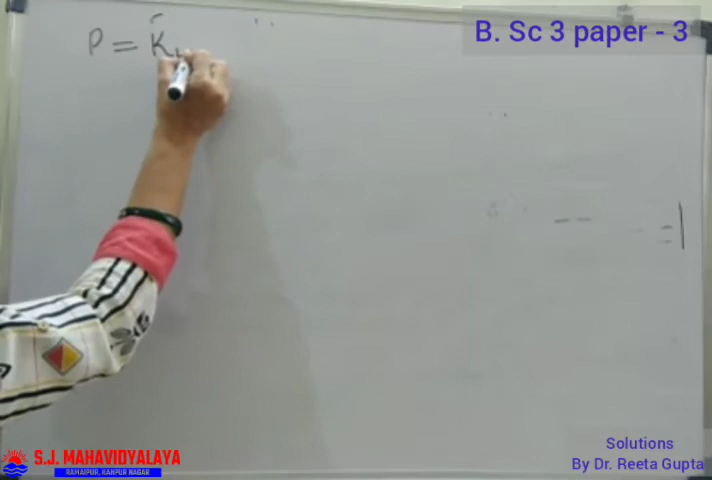 B. Sc 3 paper - 3
P = K
S.J. MAHAVIDYALAYA
RAMAIPUR, KANPUR NAGAR
Solutions
By Dr. Reeta Gupta